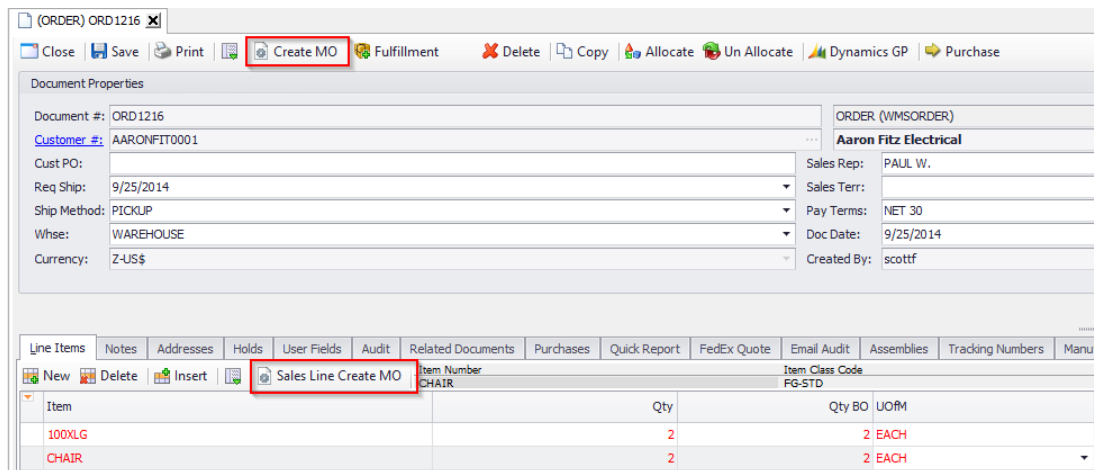 (ORDER) ORD1216 X
Close Save Print Create MO Fulfillment Delete Copy Allocate Un Allocate Dynamics GP Purchase
Document Properties
Document #: ORD1216 ORDER (WMSORDER)
Customer #: AARONFIT0001 ... Aaron Fitz Electrical
Cust PO: Sales Rep: PAUL W.
Req Ship: 9/25/2014 Sales Terr:
Ship Method: PICKUP Pay Terms: NET 30
Whse: WAREHOUSE Doc Date: 9/25/2014
Currency: Z-US$ Created By: scottf
Line Items Notes Addresses Holds User Fields Audit Related Documents Purchases Quick Report FedEx Quote Email Audit Assemblies Tracking Numbers Manu
New Delete Insert Sales Line Create MO Item Number Item Class Code
CHAIR FG-STD
Item Qty Qty BO UOfM
100XLG 2 2 EACH
CHAIR 2 2 EACH